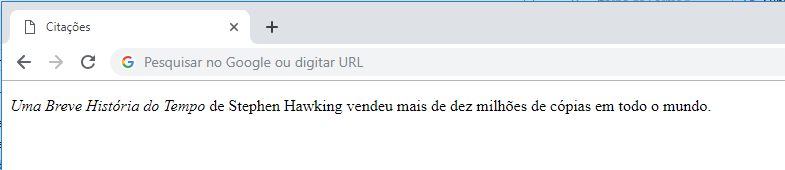 Citações
Pesquisar no Google ou digitar URL
Uma Breve História do Tempo de Stephen Hawking vendeu mais de dez milhões de cópias em todo o mundo.